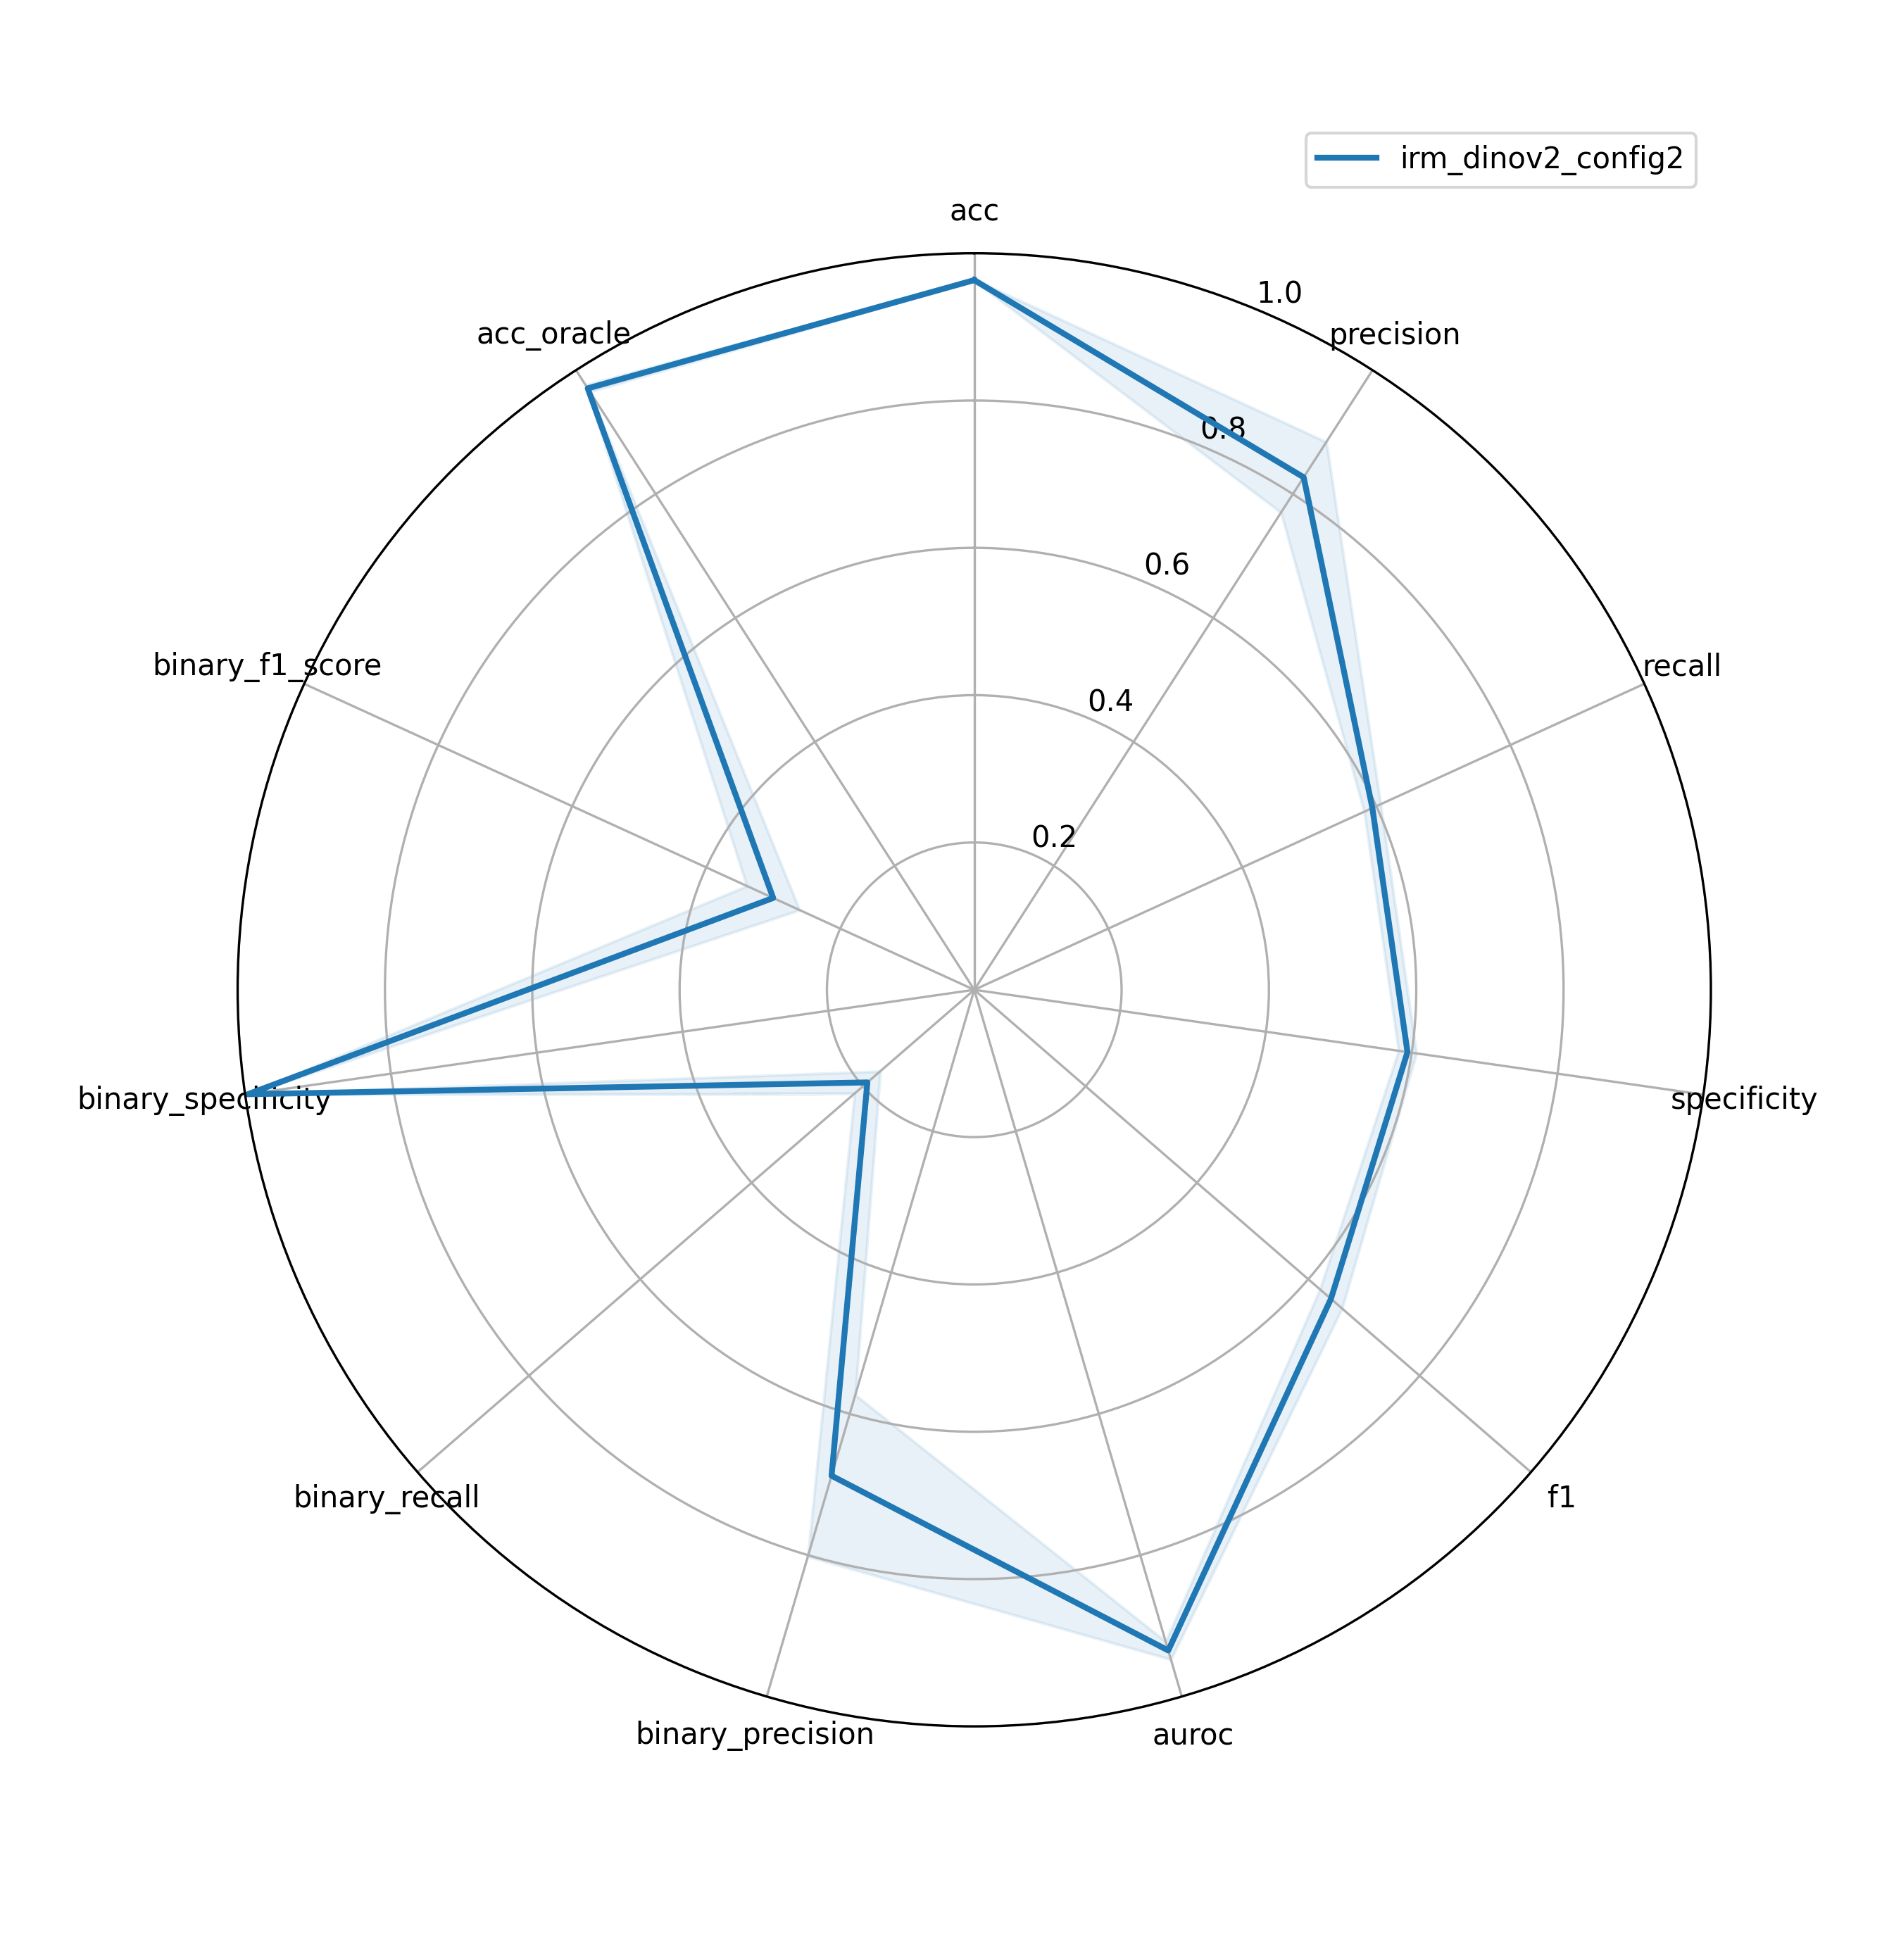 irm_dinov2_config2
acc
1.0
precision
acc_oracle
0.8
0.6
binary_f1_score
recall
0.4
0.2
binary_specificity
specificity
binary_recall
f1
binary_precision
auroc